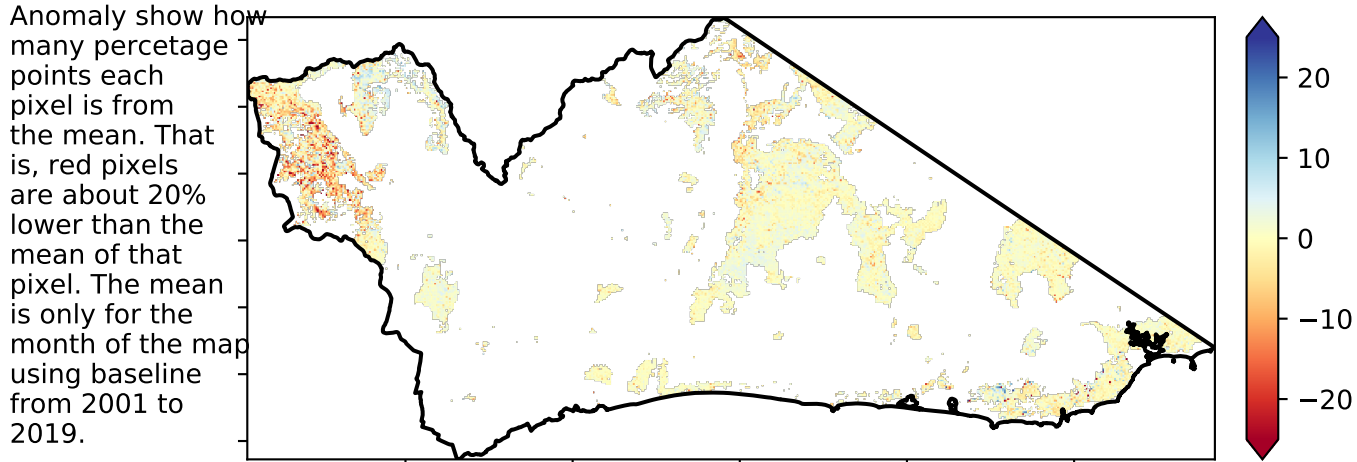 Anomaly show how
many percetage
points each
pixel is from
the mean. That
is, red pixels
are about 20%
lower than the
mean of that
pixel. The mean
is only for the
month of the map
using baseline
from 2001 to
2019.
20
10
0
−10
−20